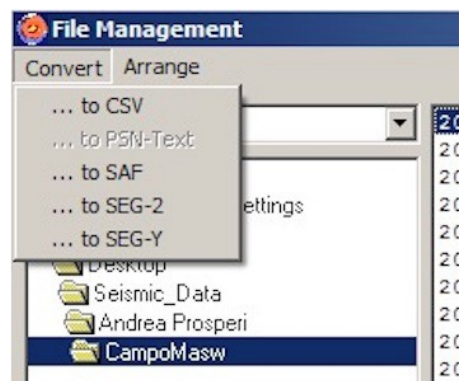 File Management
Convert Arrange
... to CSV
... to PSN-Text
... to SAF
... to SEG-2
ettings
... to SEG-Y
Desktop
Seismic_Data
Andrea Prosperi
CampoMasw
20
20
20
20
20
20
20
20
20
20